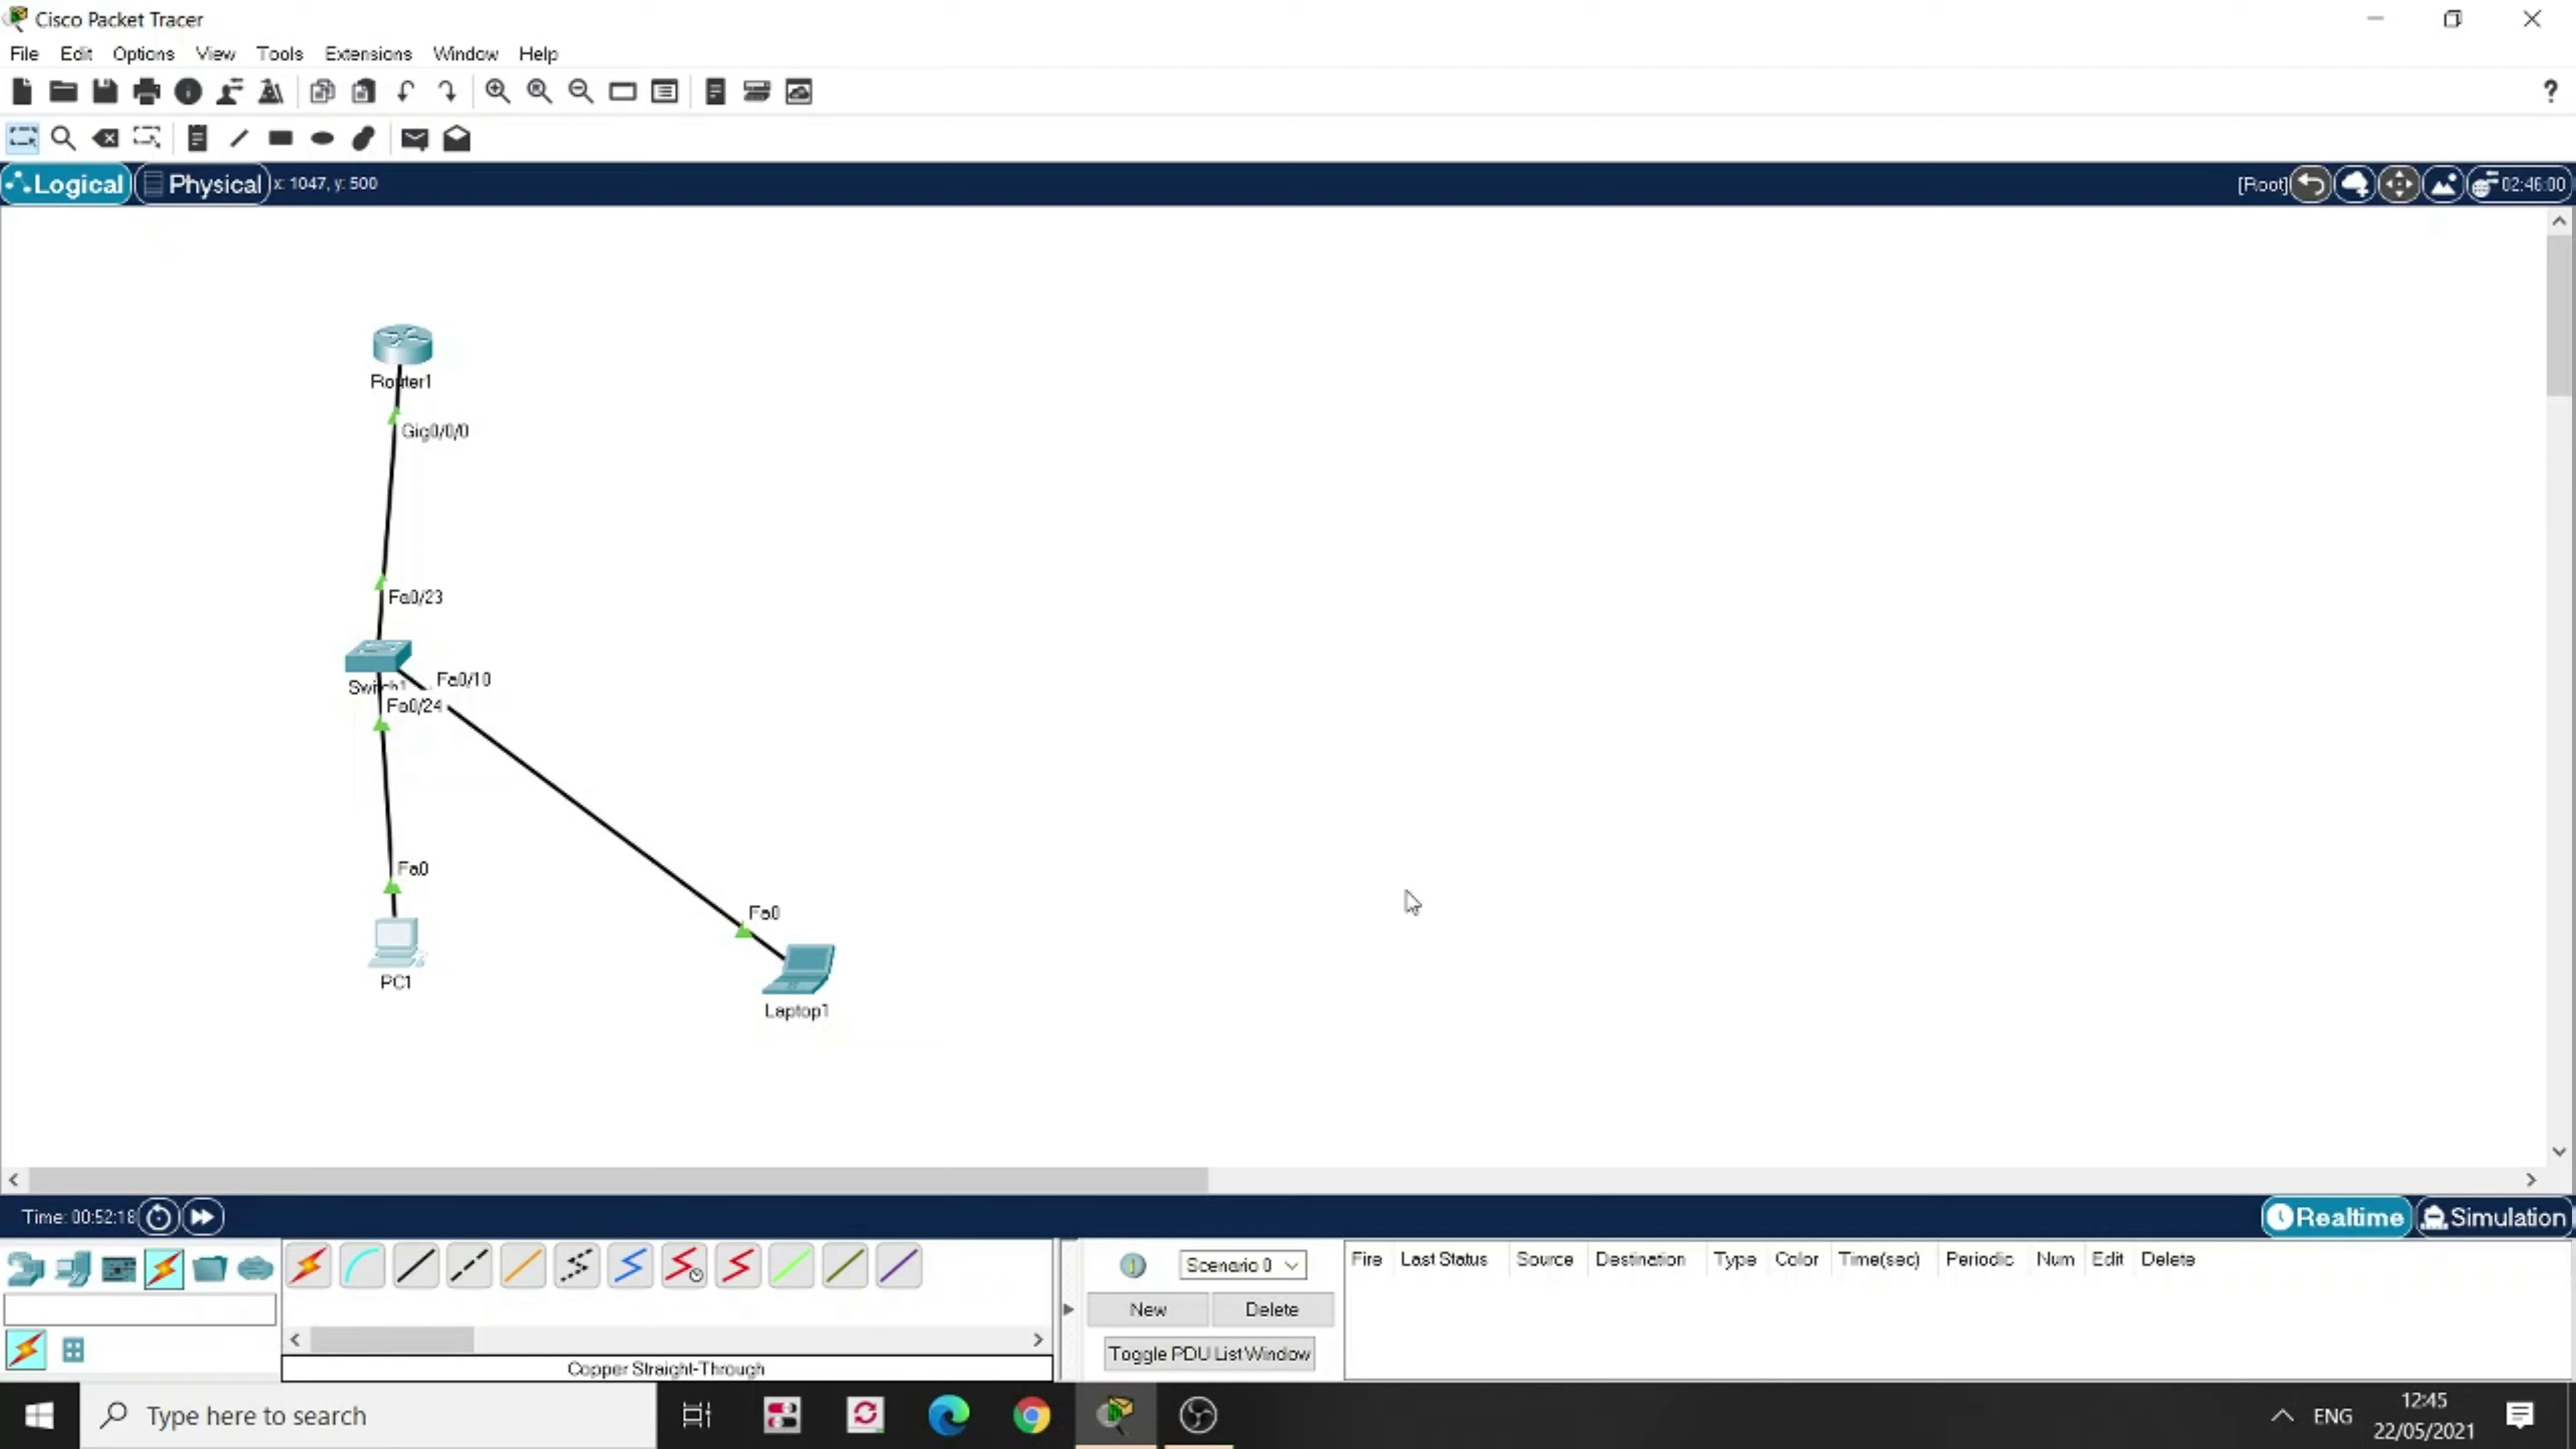 Cisco Packet Tracer
File Edit Options View Tools Extensions Window Help
?
Logical Physical x: 1047, y: 500 [Root] 02:46:00
Router1
Gig0/0/0
Fa0/23
Fa0/10
Fa0/24
Fa0
Fa0
PC1
Laptop1
Time: 00:52:18 Realtime Simulation
Scenario 0 Fire Last Status Source Destination Type Color Time(sec) Periodic Num Edit Delete
New Delete
Toggle PDU List Window
Copper Straight-Through
Type here to search ENG 12:45
22/05/2021